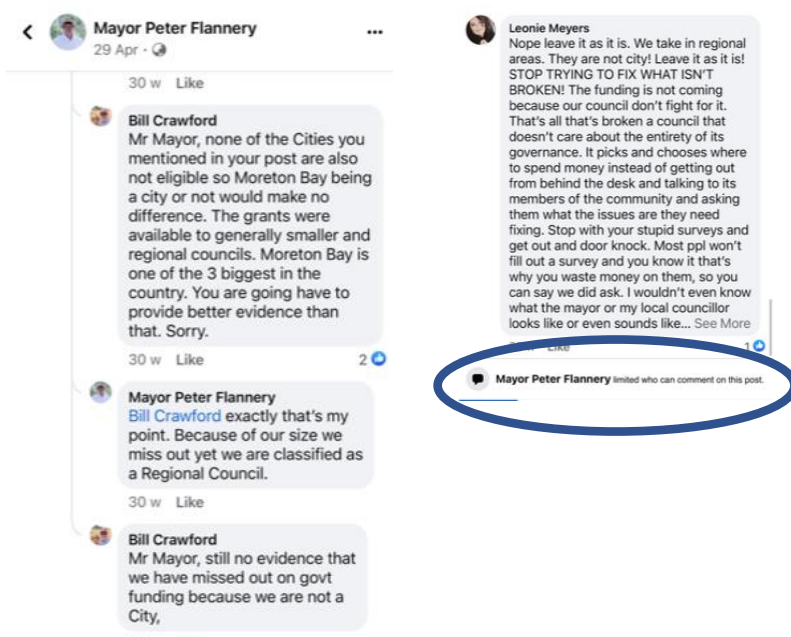 Mayor Peter Flannery
29 Apr ·
30 w Like
Bill Crawford
Mr Mayor, none of the Cities you
mentioned in your post are also
not eligible so Moreton Bay being
a city or not would make no
difference. The grants were
available to generally smaller and
regional councils. Moreton Bay is
one of the 3 biggest in the
country. You are going have to
provide better evidence than
that. Sorry.
30 w Like 2
Mayor Peter Flannery
Bill Crawford exactly that's my
point. Because of our size we
miss out yet we are classified as
a Regional Council.
30 w Like
Bill Crawford
Mr Mayor, still no evidence that
we have missed out on govt
funding because we are not a
City,
Leonie Meyers
Nope leave it as it is. We take in regional
areas. They are not city! Leave it as it is!
STOP TRYING TO FIX WHAT ISN'T
BROKEN! The funding is not coming
because our council don't fight for it.
That's all that's broken a council that
doesn't care about the entirety of its
governance. It picks and chooses where
to spend money instead of getting out
from behind the desk and talking to its
members of the community and asking
them what the issues are they need
fixing. Stop with your stupid surveys and
get out and door knock. Most ppl won't
fill out a survey and you know it that's
why you waste money on them, so you
can say we did ask. I wouldn't even know
what the mayor or my local councillor
looks like or even sounds like... See More
Like 1
Mayor Peter Flannery limited who can comment on this post.